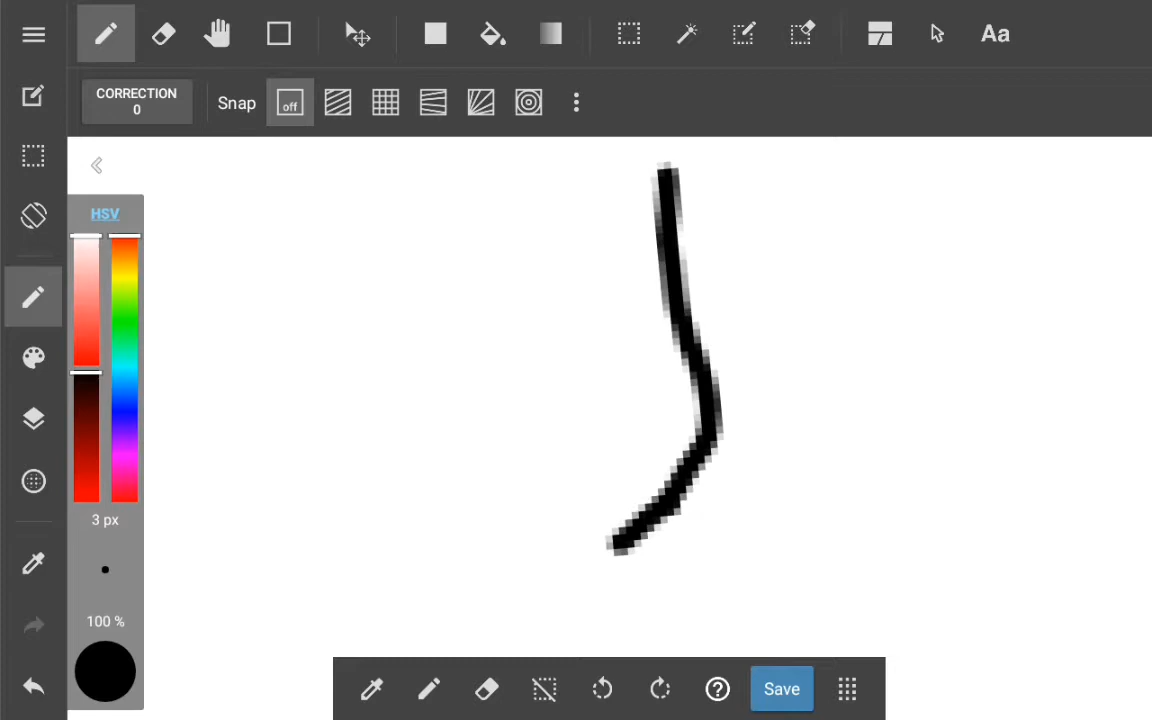 Aa
CORRECTION
0
Snap
off
HSV
3 px
100 %
Save